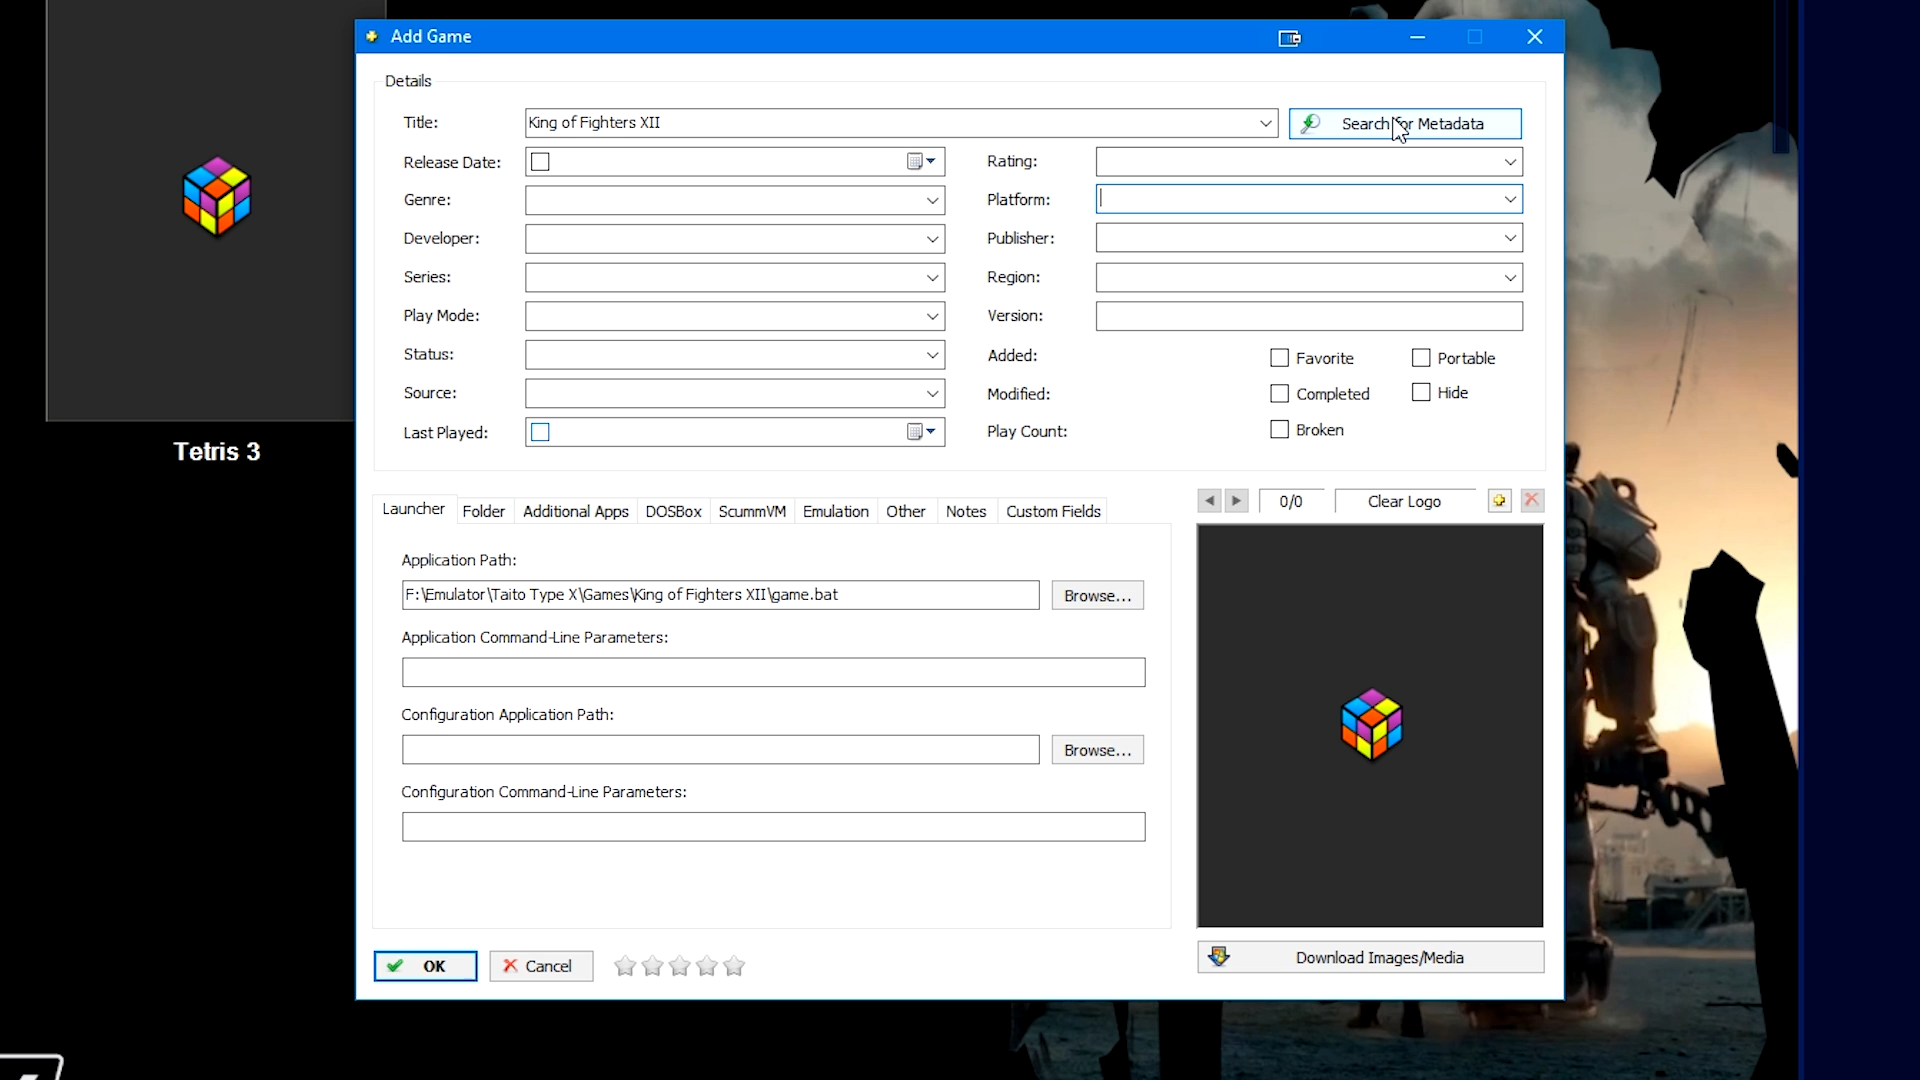 Add Game
Details
Title: King of Fighters XII Search for Metadata
Release Date: Rating:
Genre: Platform:
Developer: Publisher:
Series: Region:
Play Mode: Version:
Status: Added: Favorite Portable
Source: Modified: Completed Hide
Last Played: Play Count: Broken
Launcher Folder Additional Apps DOSBox ScummVM Emulation Other Notes Custom Fields 0/0 Clear Logo
Application Path:
F:\Emulator\Taito Type X\Games\King of Fighters XII\game.bat Browse...
Application Command-Line Parameters:
Configuration Application Path:
Browse...
Configuration Command-Line Parameters:
OK Cancel Download Images/Media
Tetris 3